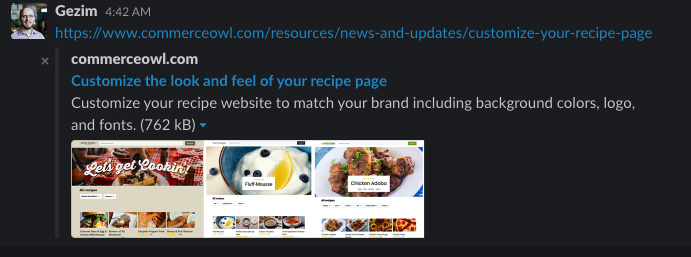 Gezim 4:42 AM
https://www.commerceowl.com/resources/news-and-updates/customize-your-recipe-page
commerceowl.com
Customize the look and feel of your recipe page
Customize your recipe website to match your brand including background colors, logo,
and fonts. (762 kB)
Let's get Cookin'!
All recipes
Fluff-Mousse
All recipes
Chicken Adobo
All recipes